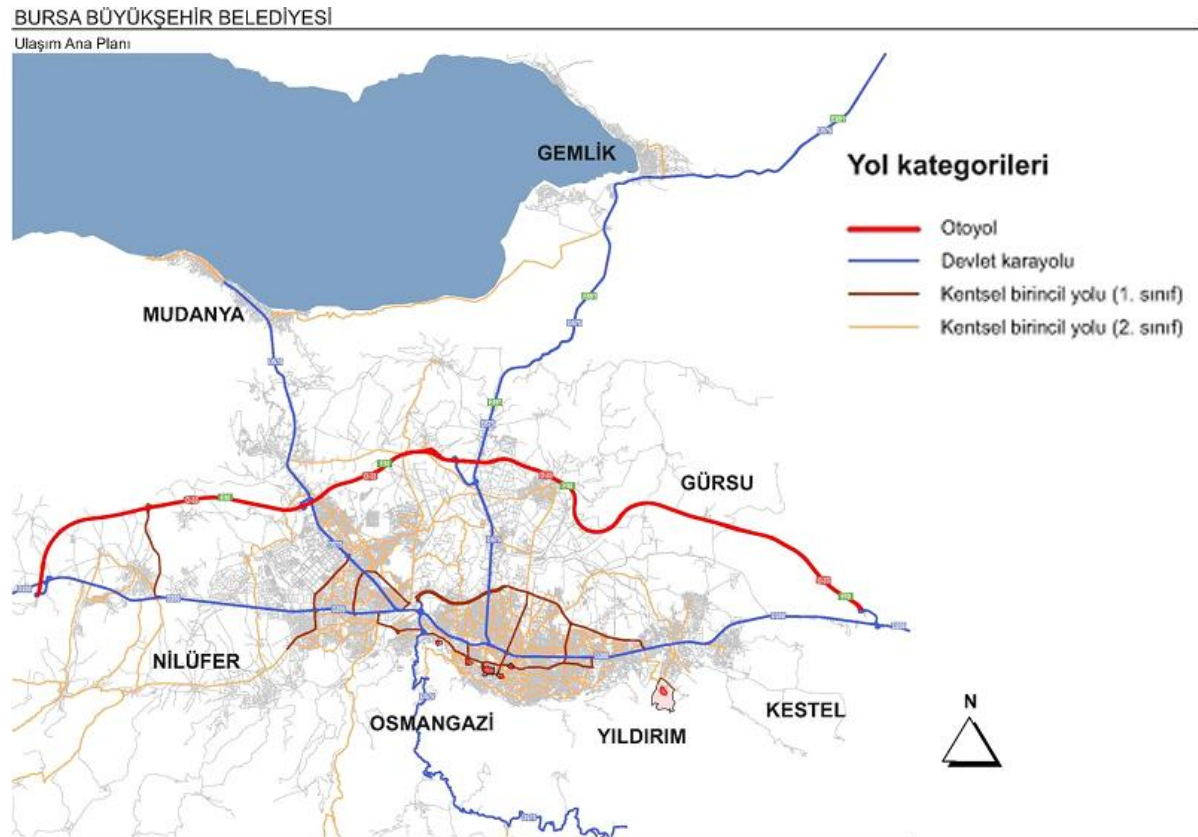 BURSA BÜYÜKŞEHİR BELEDİYESİ
Ulaşım Ana Planı
GEMLİK
Yol kategorileri
Otoyol
Devlet karayolu
Kentsel birincil yolu (1. sınıf)
Kentsel birincil yolu (2. sınıf)
MUDANYA
GÜRSU
NİLÜFER
OSMANGAZİ
YILDIRIM
KESTEL
N